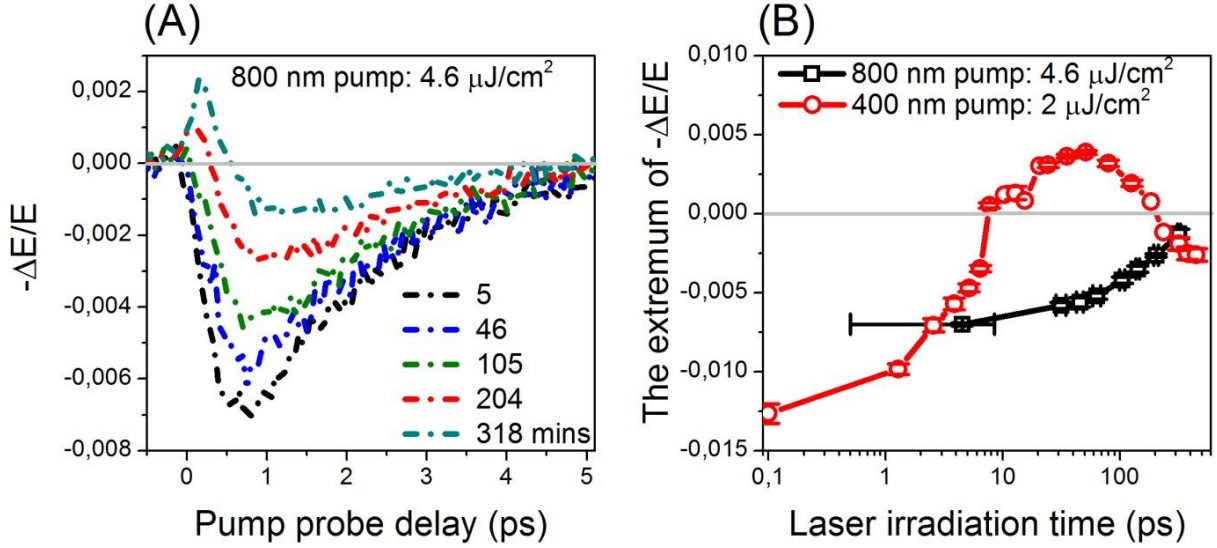 (A)
800 nm pump: 4.6 μJ/cm²
-ΔE/E
0,002
0,000
-0,002
-0,004
-0,006
-0,008
5
46
105
204
318 mins
0
1
2
3
4
5
Pump probe delay (ps)
(B)
800 nm pump: 4.6 μJ/cm²
400 nm pump: 2 μJ/cm²
The extremum of -ΔE/E
0,010
0,005
0,000
-0,005
-0,010
-0,015
0,1
1
10
100
Laser irradiation time (ps)